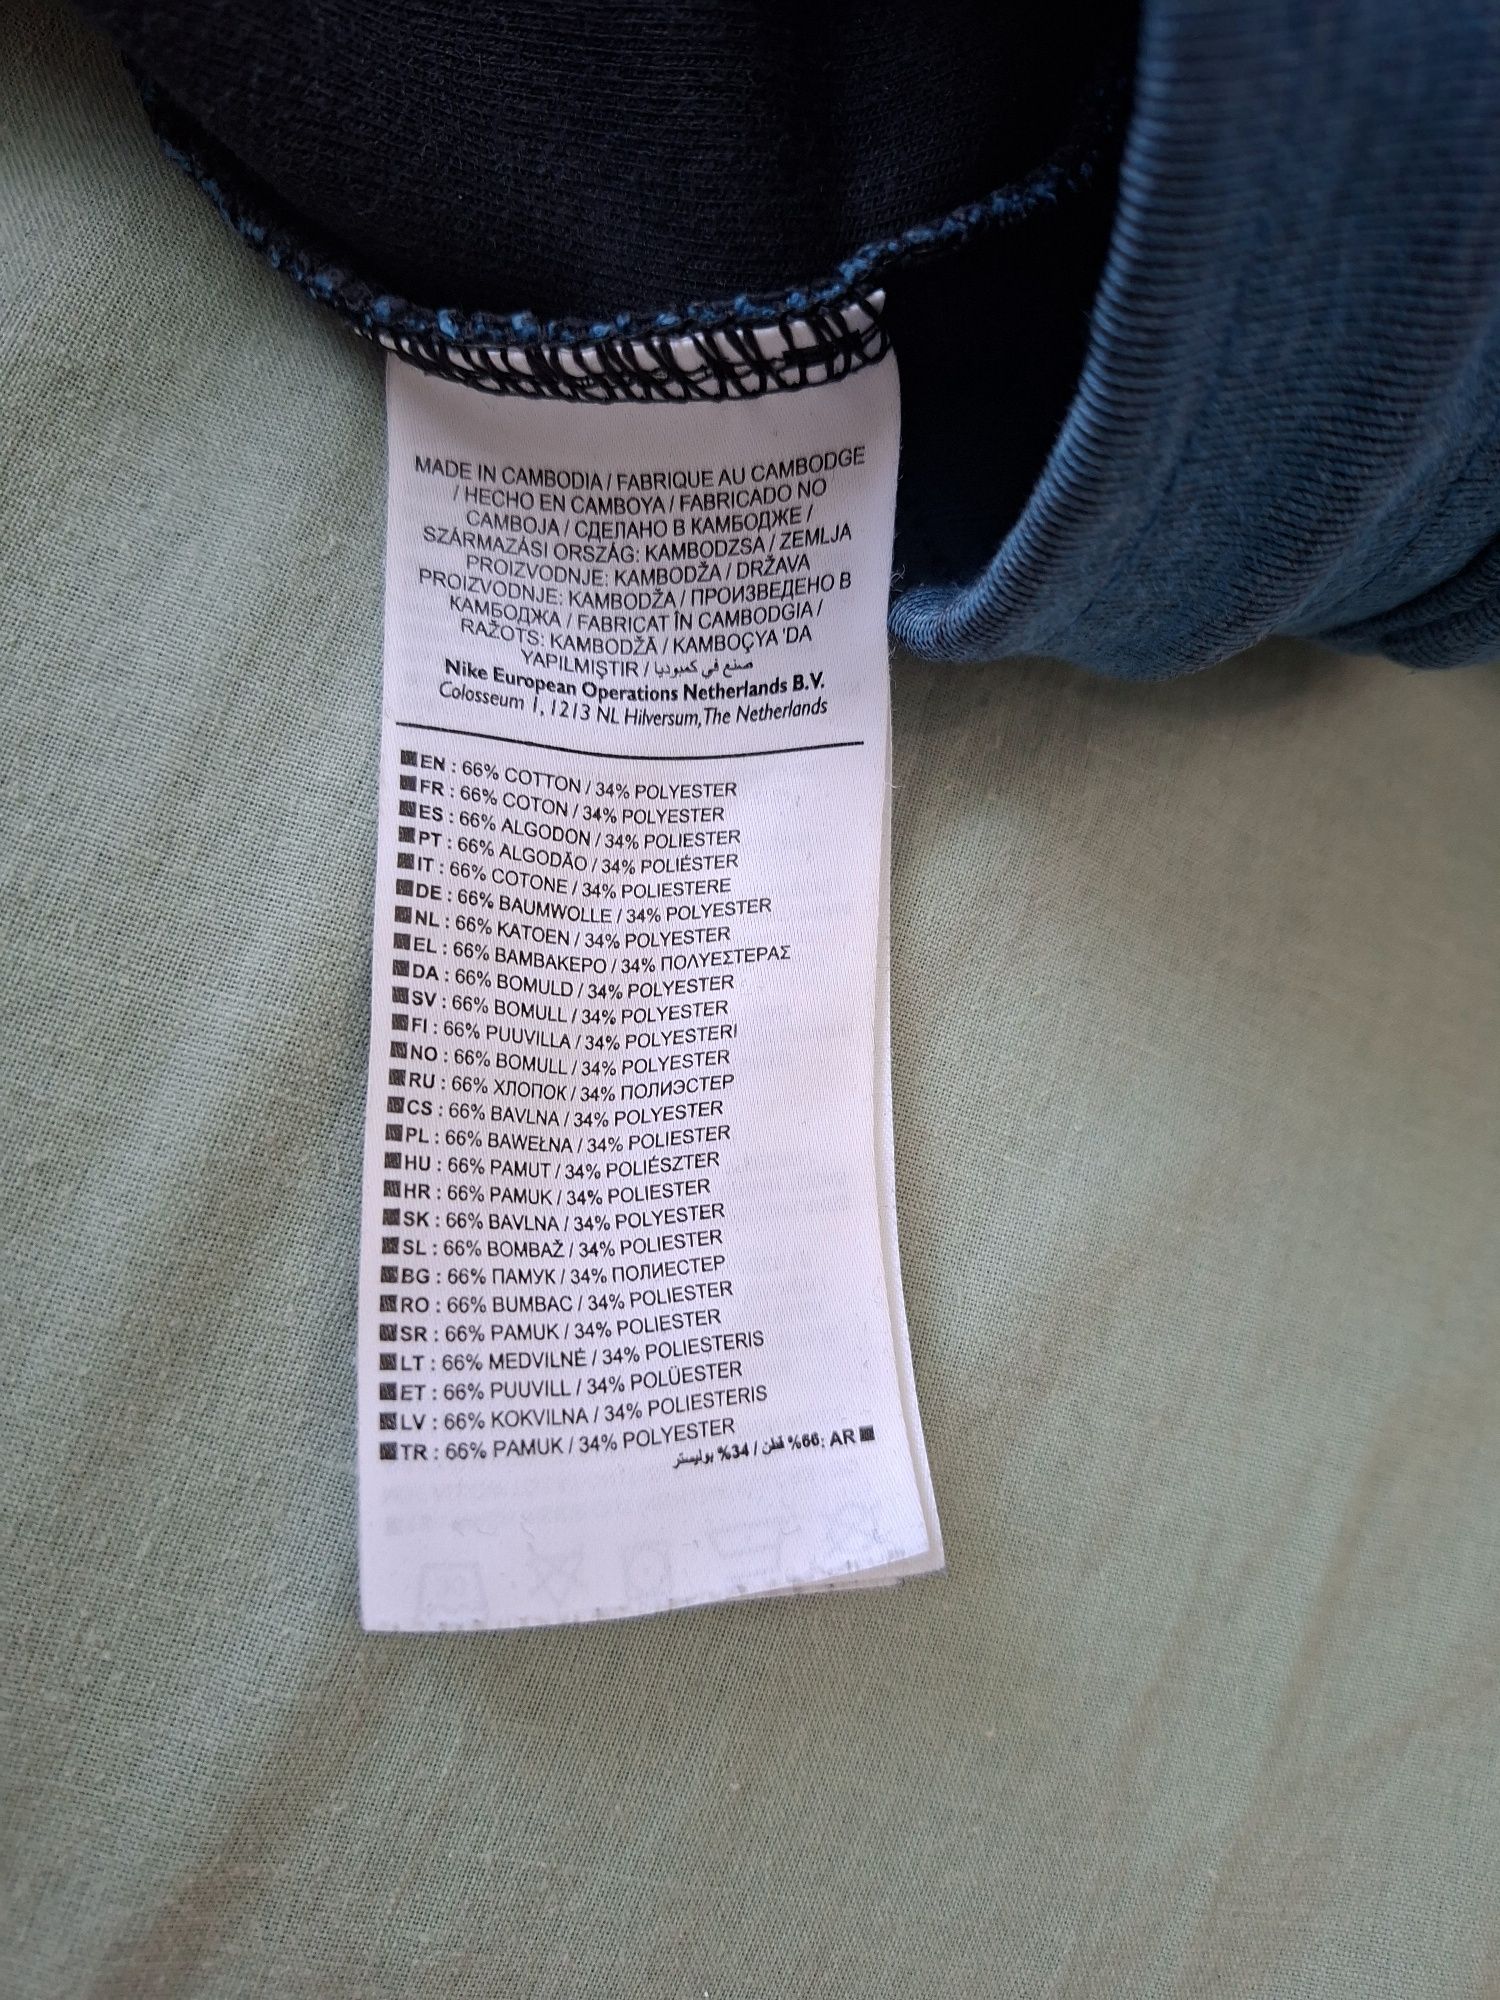 MADE IN CAMBODIA / FABRIQUE AU CAMBODGE
/ HECHO EN CAMBOYA / FABRICADO NO
CAMBOJA / СДЕЛАНО В КАМБОДЖЕ /
SZÁRMAZÁSI ORSZÁG: KAMBODZSA / ZEMLJA
PROIZVODNJE: KAMBODŽA / DRŽAVA
PROIZVODNJE: KAMBODŽA / ПРОИЗВЕДЕНО В
КАМБОДЖА / FABRICAT ÎN CAMBODGIA /
RAŽOTS: KAMBODŽĀ / KAMBOÇYA 'DA
YAPILMIŞTIR / صنع في كمبوديا
Nike European Operations Netherlands B.V.
Colosseum 1, 1213 NL Hilversum, The Netherlands
EN : 66% COTTON / 34% POLYESTER
FR : 66% COTON / 34% POLYESTER
ES : 66% ALGODON / 34% POLIESTER
PT : 66% ALGODÃO / 34% POLIÉSTER
IT : 66% COTONE / 34% POLIESTERE
DE : 66% BAUMWOLLE / 34% POLYESTER
NL : 66% KATOEN / 34% POLYESTER
EL : 66% ΒΑΜΒΑΚΕΡΟ / 34% ΠΟΛΥΕΣΤΕΡΑΣ
DA : 66% BOMULD / 34% POLYESTER
SV : 66% BOMULL / 34% POLYESTER
FI : 66% PUUVILLA / 34% POLYESTERI
NO : 66% BOMULL / 34% POLYESTER
RU : 66% ХЛОПОК / 34% ПОЛИЭСТЕР
CS : 66% BAVLNA / 34% POLYESTER
PL : 66% BAWEŁNA / 34% POLIESTER
HU : 66% PAMUT / 34% POLIÉSZTER
HR : 66% PAMUK / 34% POLIESTER
SK : 66% BAVLNA / 34% POLYESTER
SL : 66% BOMBAŽ / 34% POLIESTER
BG : 66% ПАМУК / 34% ПОЛИЕСТЕР
RO : 66% BUMBAC / 34% POLIESTER
SR : 66% PAMUK / 34% POLIESTER
LT : 66% MEDVILNĖ / 34% POLIESTERIS
ET : 66% PUUVILL / 34% POLÜESTER
LV : 66% KOKVILNA / 34% POLIESTERIS
TR : 66% PAMUK / 34% POLYESTER
AR :66% قطن / 34% بوليستر